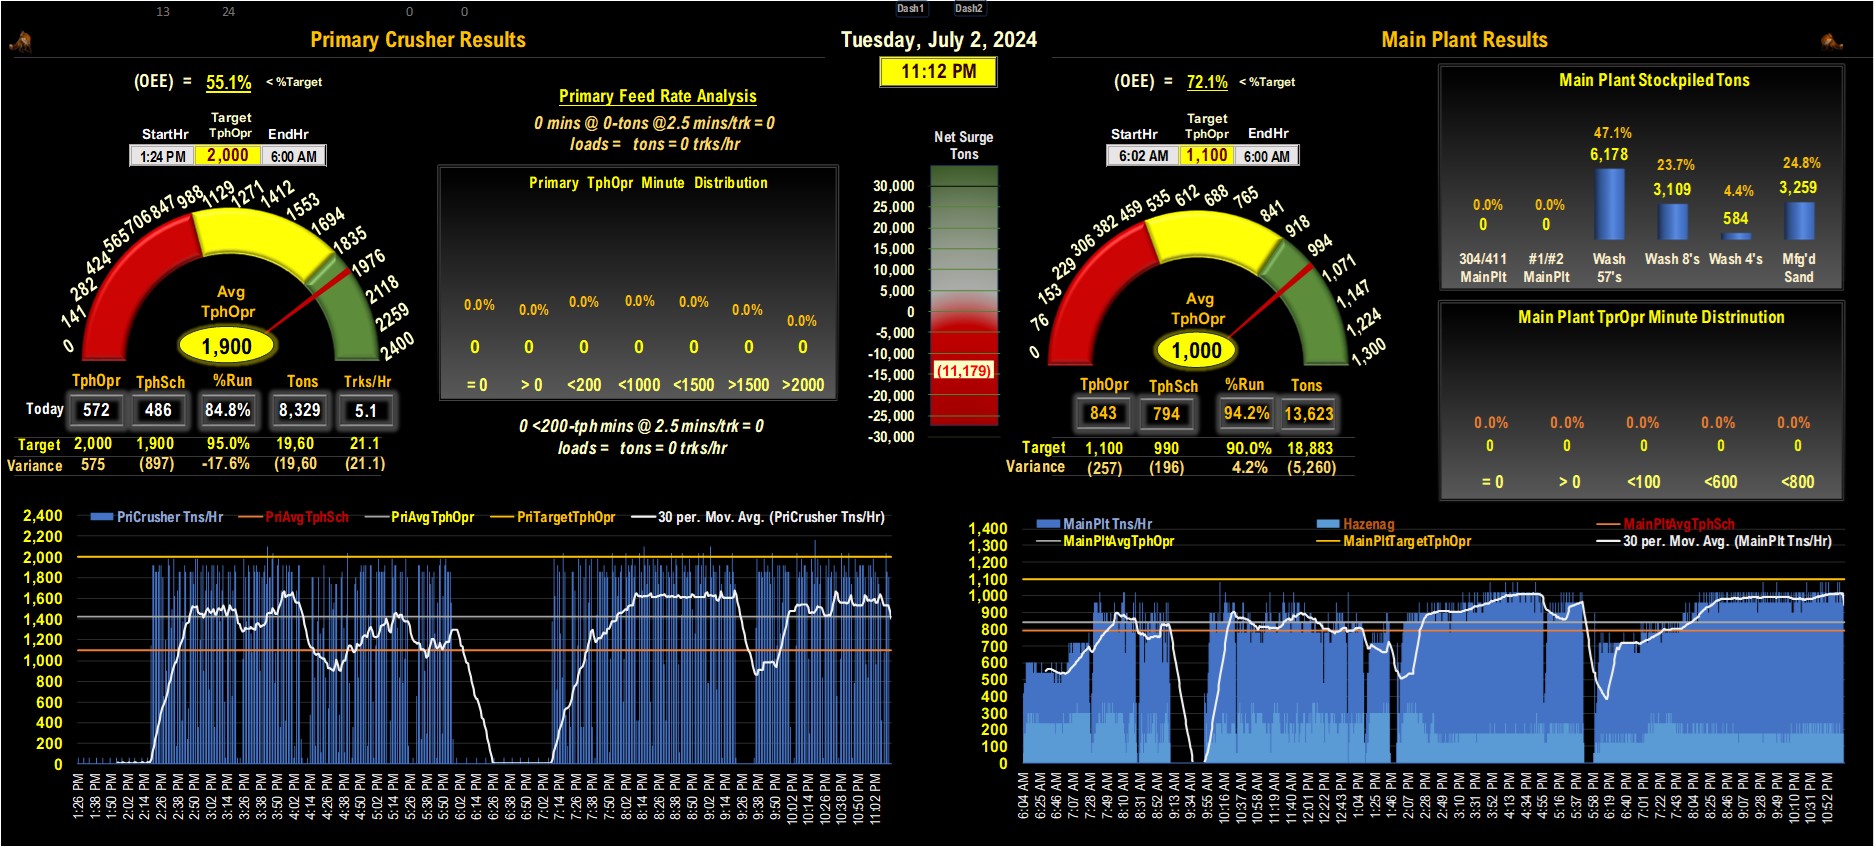 13 24 0 0
Dash1 Dash2
Primary Crusher Results
(OEE) = 55.1% < %Target
Target
StartHr TphOpr EndHr
1:24 PM 2,000 6:00 AM
0 141 282 424 565 706 847 988 1129 1271 1412 1553 1694 1835 1976 2118 2259 2400
Avg
TphOpr
1,900
TphOpr TphSch %Run Tons Trks/Hr
Today 572 486 84.8% 8,329 5.1
Target 2,000 1,900 95.0% 19,60 21.1
Variance 575 (897) -17.6% (19,60 (21.1)
Primary Feed Rate Analysis
0 mins @ 0-tons @2.5 mins/trk = 0
loads = tons = 0 trks/hr
Primary TphOpr Minute Distribution
0.0% 0.0% 0.0% 0.0% 0.0% 0.0% 0.0%
0 0 0 0 0 0 0
= 0 > 0 <200 <1000 <1500 >1500 >2000
0 <200-tph mins @ 2.5 mins/trk = 0
loads = tons = 0 trks/hr
Tuesday, July 2, 2024
11:12 PM
Net Surge
Tons
30,000
25,000
20,000
15,000
10,000
5,000
0
-5,000
-10,000
(11,179)
-15,000
-20,000
-25,000
-30,000
Main Plant Results
(OEE) = 72.1% < %Target
Target
StartHr TphOpr EndHr
6:02 AM 1,100 6:00 AM
0 76 153 229 306 382 459 535 612 688 765 841 918 994 1,071 1,147 1,224 1,300
Avg
TphOpr
1,000
TphOpr TphSch %Run Tons
843 794 94.2% 13,623
Target 1,100 990 90.0% 18,883
Variance (257) (196) 4.2% (5,260)
Main Plant Stockpiled Tons
0.0% 0.0% 47.1% 23.7% 4.4% 24.8%
0 0 6,178 3,109 584 3,259
304/411 #1/#2 Wash Wash 8's Wash 4's Mfg'd
MainPlt MainPlt 57's Sand
Main Plant TprOpr Minute Distrinution
0.0% 0.0% 0.0% 0.0% 0.0%
0 0 0 0 0
= 0 > 0 <100 <600 <800
PriCrusher Tns/Hr PriAvgTphSch PriAvgTphOpr PriTargetTphOpr 30 per. Mov. Avg. (PriCrusher Tns/Hr)
2,400
2,200
2,000
1,800
1,600
1,400
1,200
1,000
800
600
400
200
0
1:26 PM 1:38 PM 1:50 PM 2:02 PM 2:14 PM 2:26 PM 2:38 PM 2:50 PM 3:02 PM 3:14 PM 3:26 PM 3:38 PM 3:50 PM 4:02 PM 4:14 PM 4:26 PM 4:38 PM 4:50 PM 5:02 PM 5:14 PM 5:26 PM 5:38 PM 5:50 PM 6:02 PM 6:14 PM 6:26 PM 6:38 PM 6:50 PM 7:02 PM 7:14 PM 7:26 PM 7:38 PM 7:50 PM 8:02 PM 8:14 PM 8:26 PM 8:38 PM 8:50 PM 9:02 PM 9:14 PM 9:26 PM 9:38 PM 9:50 PM 10:02 PM 10:14 PM 10:26 PM 10:38 PM 10:50 PM 11:02 PM
MainPlt Tns/Hr Hazenag MainPltAvgTphSch
MainPltAvgTphOpr MainPltTargetTphOpr 30 per. Mov. Avg. (MainPlt Tns/Hr)
1,400
1,300
1,200
1,100
1,000
900
800
700
600
500
400
300
200
100
0
6:04 AM 6:25 AM 6:46 AM 7:07 AM 7:28 AM 7:49 AM 8:10 AM 8:31 AM 8:52 AM 9:13 AM 9:34 AM 9:55 AM 10:16 AM 10:37 AM 10:58 AM 11:19 AM 11:40 AM 12:01 PM 12:22 PM 12:43 PM 1:04 PM 1:25 PM 1:46 PM 2:07 PM 2:28 PM 2:49 PM 3:10 PM 3:31 PM 3:52 PM 4:13 PM 4:34 PM 4:55 PM 5:16 PM 5:37 PM 5:58 PM 6:19 PM 6:40 PM 7:01 PM 7:22 PM 7:43 PM 8:04 PM 8:25 PM 8:46 PM 9:07 PM 9:28 PM 9:49 PM 10:10 PM 10:31 PM 10:52 PM